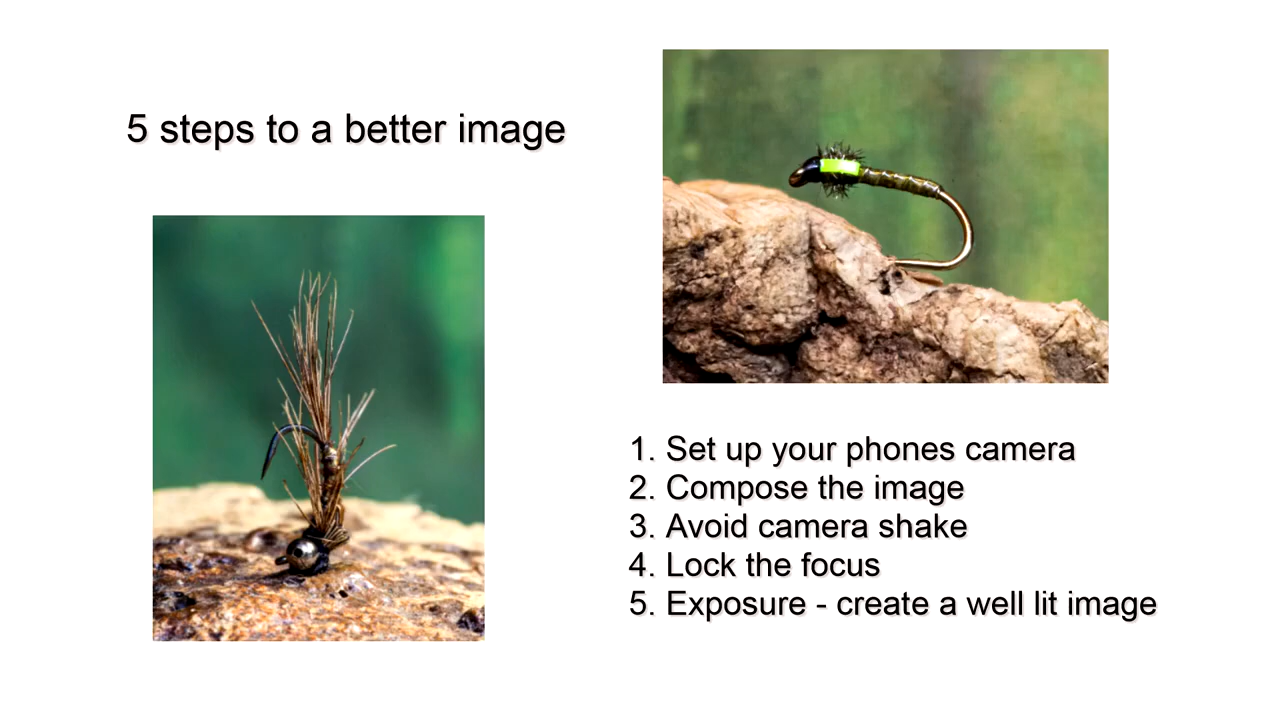 5 steps to a better image
1. Set up your phones camera
2. Compose the image
3. Avoid camera shake
4. Lock the focus
5. Exposure - create a well lit image